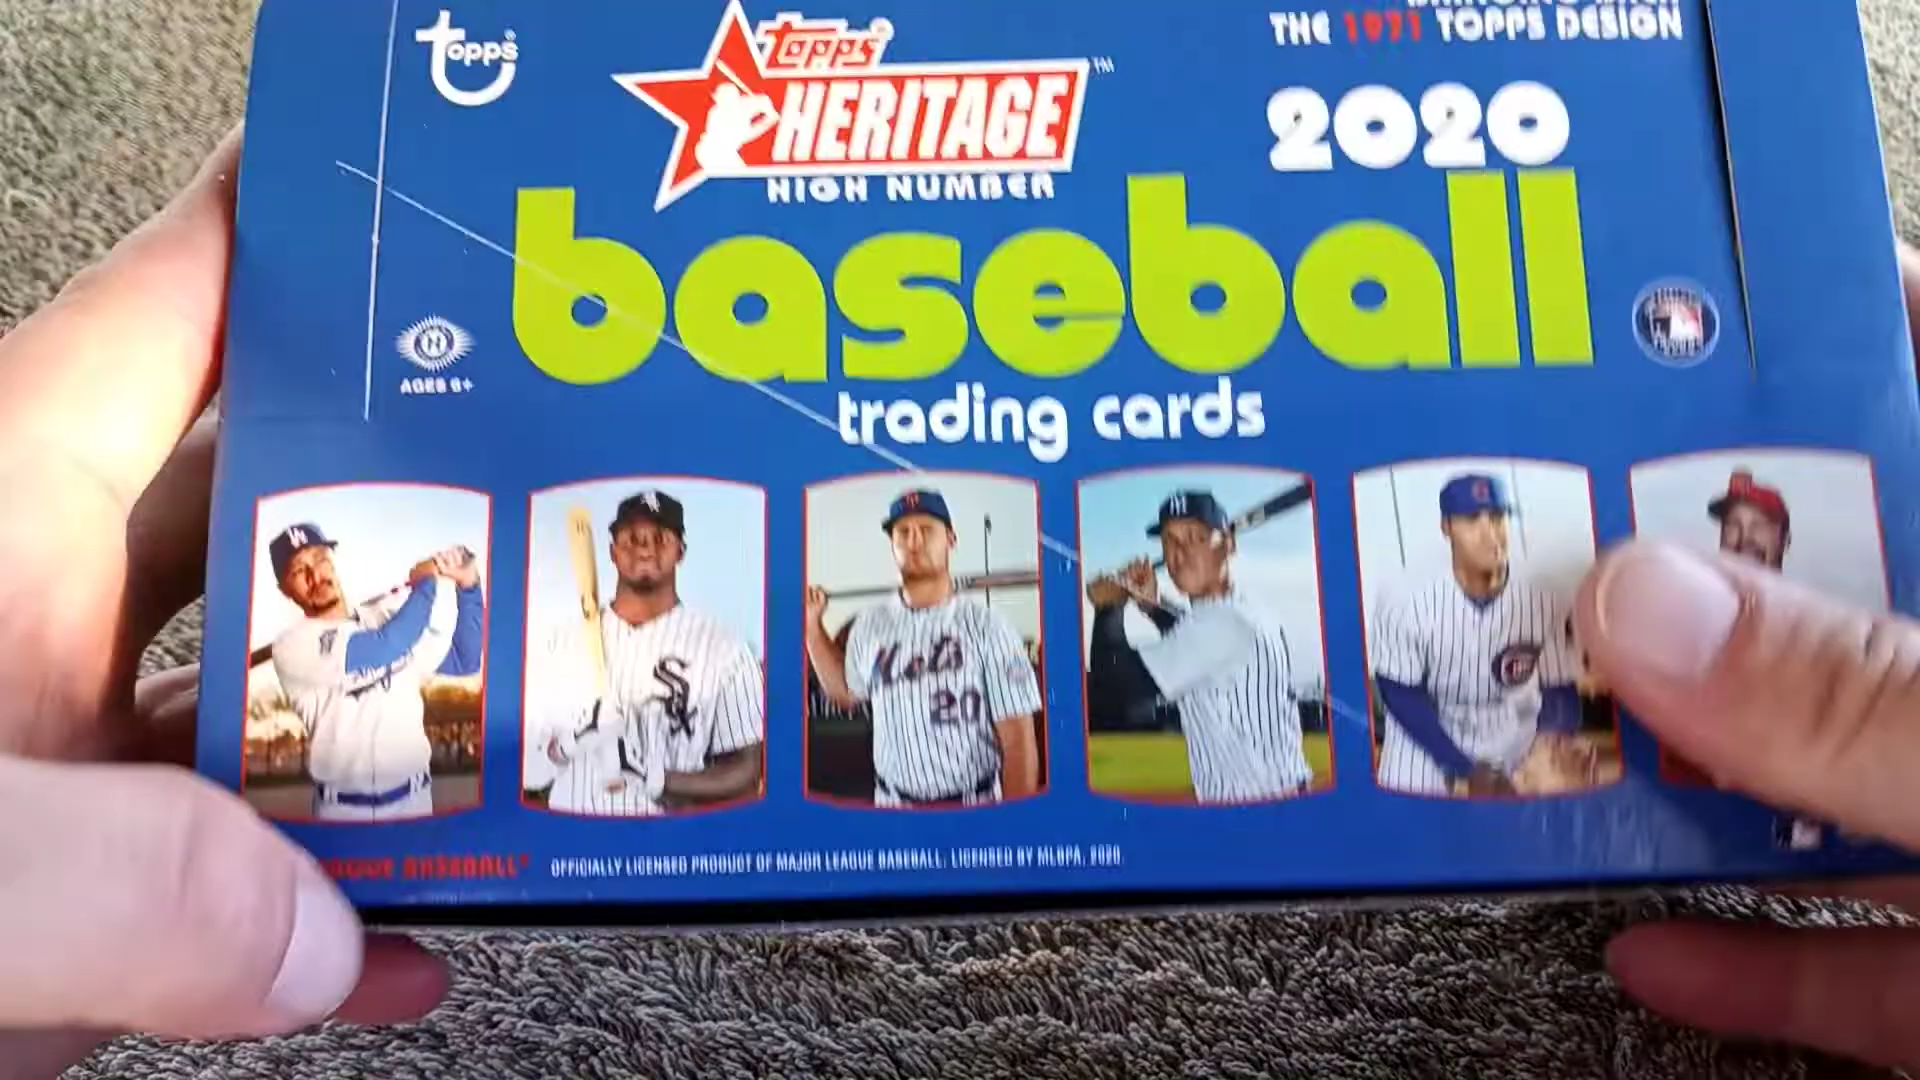 topps
topps
HERITAGE
HIGH NUMBER
THE 1971 TOPPS DESIGN
2020
baseball
trading cards
AGES 6+
Mets
20
BASEBALL
OFFICIALLY LICENSED PRODUCT OF MAJOR LEAGUE BASEBALL. LICENSED BY MLBPA, 2020.